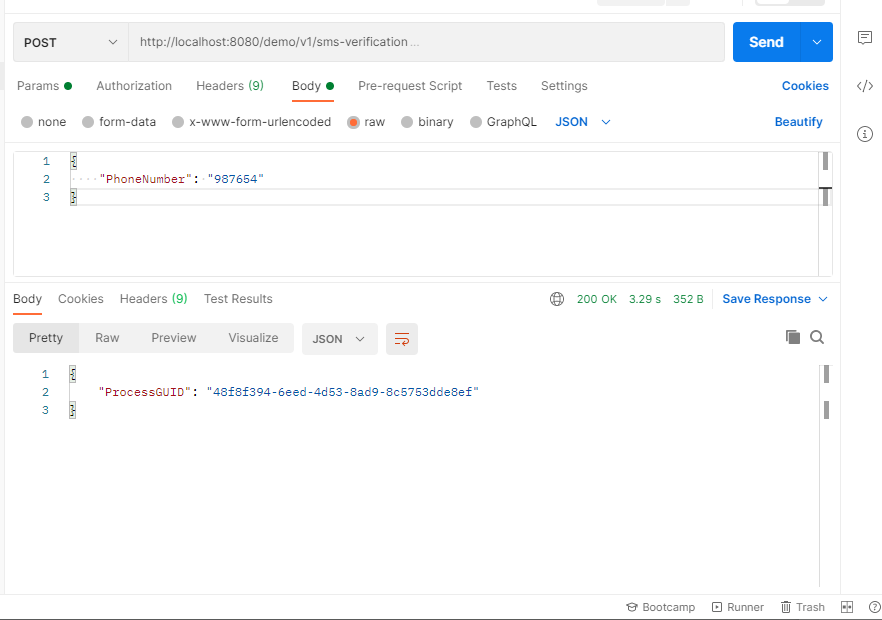 POST http://localhost:8080/demo/v1/sms-verification ... Send
Params Authorization Headers (9) Body Pre-request Script Tests Settings Cookies
none form-data x-www-form-urlencoded raw binary GraphQL JSON Beautify
1 {
2 ····"PhoneNumber":·"987654"
3 }
Body Cookies Headers (9) Test Results 200 OK 3.29 s 352 B Save Response
Pretty Raw Preview Visualize JSON
1 {
2 "ProcessGUID": "48f8f394-6eed-4d53-8ad9-8c5753dde8ef"
3 }
Bootcamp Runner Trash